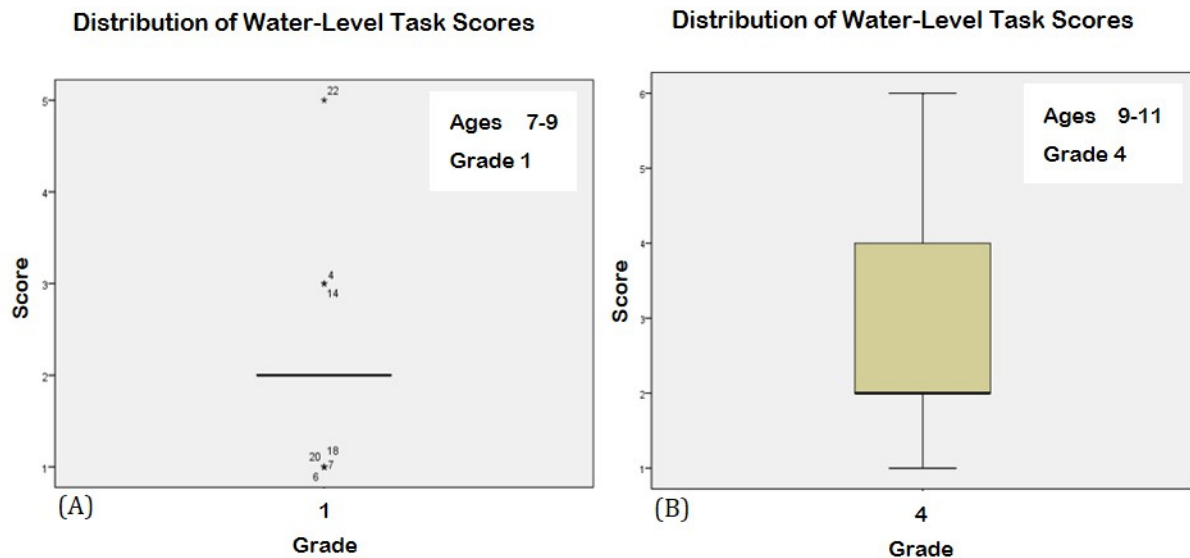 Distribution of Water-Level Task Scores
Ages 7-9
Grade 1
Score
5
4
3
2
1
22
4
14
20 18
7
6
(A)
1
Grade
Distribution of Water-Level Task Scores
Ages 9-11
Grade 4
Score
6
5
4
3
2
1
(B)
4
Grade